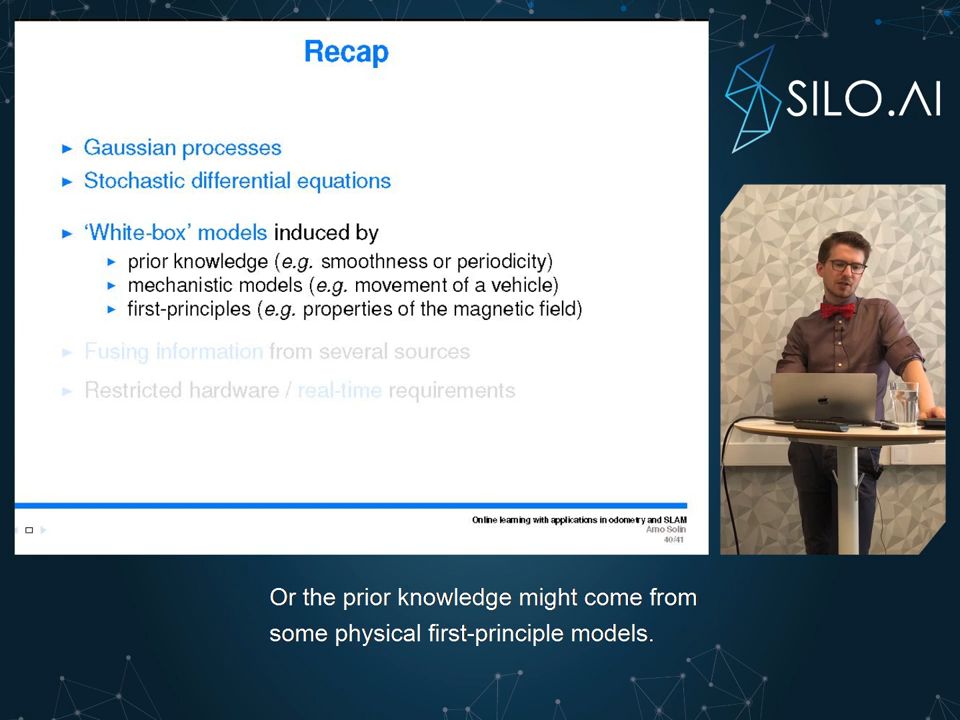 Recap
SILO.AI
► Gaussian processes
► Stochastic differential equations
► ‘White-box’ models induced by
► prior knowledge (e.g. smoothness or periodicity)
► mechanistic models (e.g. movement of a vehicle)
► first-principles (e.g. properties of the magnetic field)
► Fusing information from several sources
► Restricted hardware / real-time requirements
Online learning with applications in odometry and SLAM
Arno Solin
40/41
Or the prior knowledge might come from
some physical first-principle models.